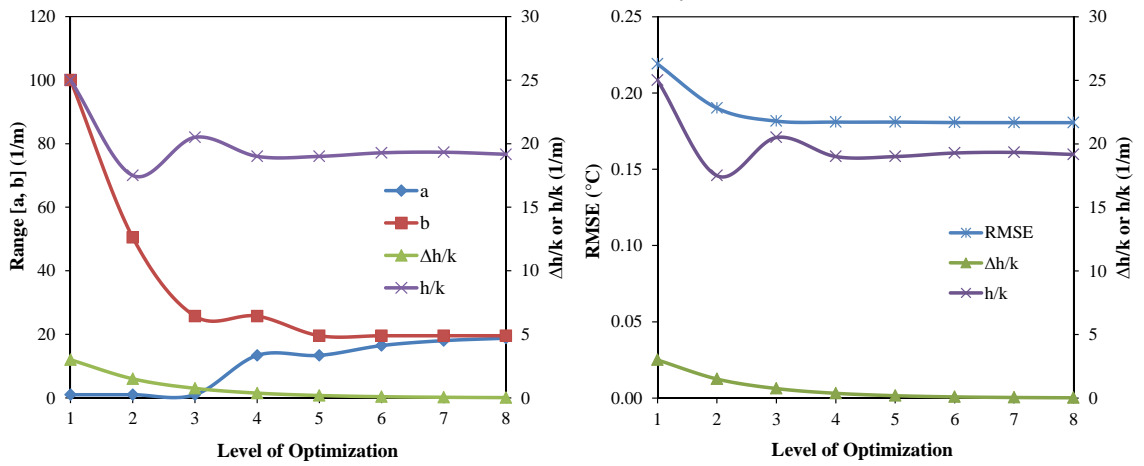 120
100
80
60
40
20
0
Range [a, b] (1/m)
30
25
20
15
10
5
0
Δh/k or h/k (1/m)
a
b
Δh/k
h/k
1 2 3 4 5 6 7 8
Level of Optimization
0.25
0.20
0.15
0.10
0.05
0.00
RMSE (°C)
30
25
20
15
10
5
0
Δh/k or h/k (1/m)
RMSE
Δh/k
h/k
1 2 3 4 5 6 7 8
Level of Optimization